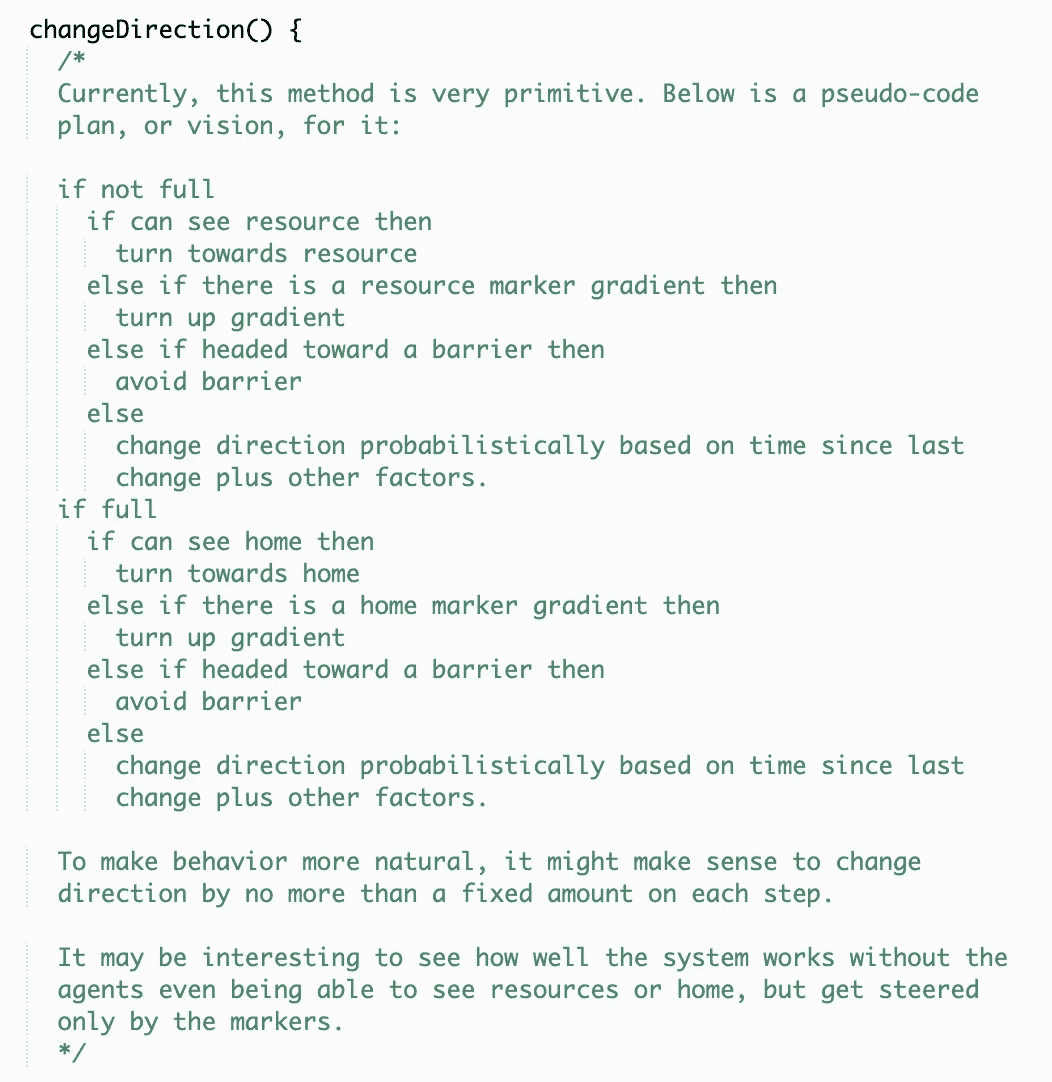 changeDirection() {
/*
Currently, this method is very primitive. Below is a pseudo-code
plan, or vision, for it:
if not full
if can see resource then
turn towards resource
else if there is a resource marker gradient then
turn up gradient
else if headed toward a barrier then
avoid barrier
else
change direction probabilistically based on time since last
change plus other factors.
if full
if can see home then
turn towards home
else if there is a home marker gradient then
turn up gradient
else if headed toward a barrier then
avoid barrier
else
change direction probabilistically based on time since last
change plus other factors.
To make behavior more natural, it might make sense to change
direction by no more than a fixed amount on each step.
It may be interesting to see how well the system works without the
agents even being able to see resources or home, but get steered
only by the markers.
*/